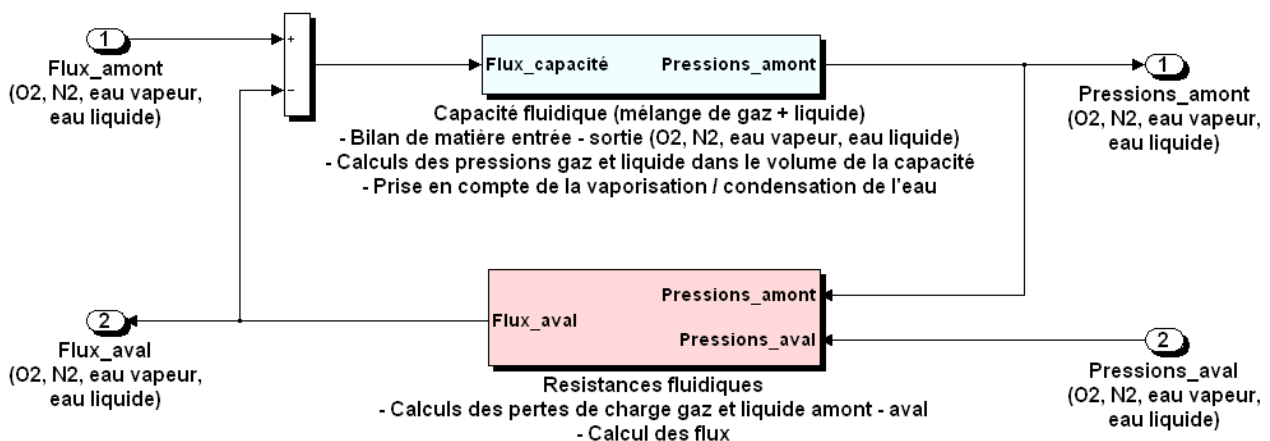 1
Flux_amont
(O2, N2, eau vapeur,
eau liquide)
+
−
Flux_capacité Pressions_amont
Capacité fluidique (mélange de gaz + liquide)
- Bilan de matière entrée - sortie (O2, N2, eau vapeur, eau liquide)
- Calculs des pressions gaz et liquide dans le volume de la capacité
- Prise en compte de la vaporisation / condensation de l'eau
1
Pressions_amont
(O2, N2, eau vapeur,
eau liquide)
2
Flux_aval
(O2, N2, eau vapeur,
eau liquide)
Pressions_amont
Flux_aval
Pressions_aval
Resistances fluidiques
- Calculs des pertes de charge gaz et liquide amont - aval
- Calcul des flux
2
Pressions_aval
(O2, N2, eau vapeur,
eau liquide)